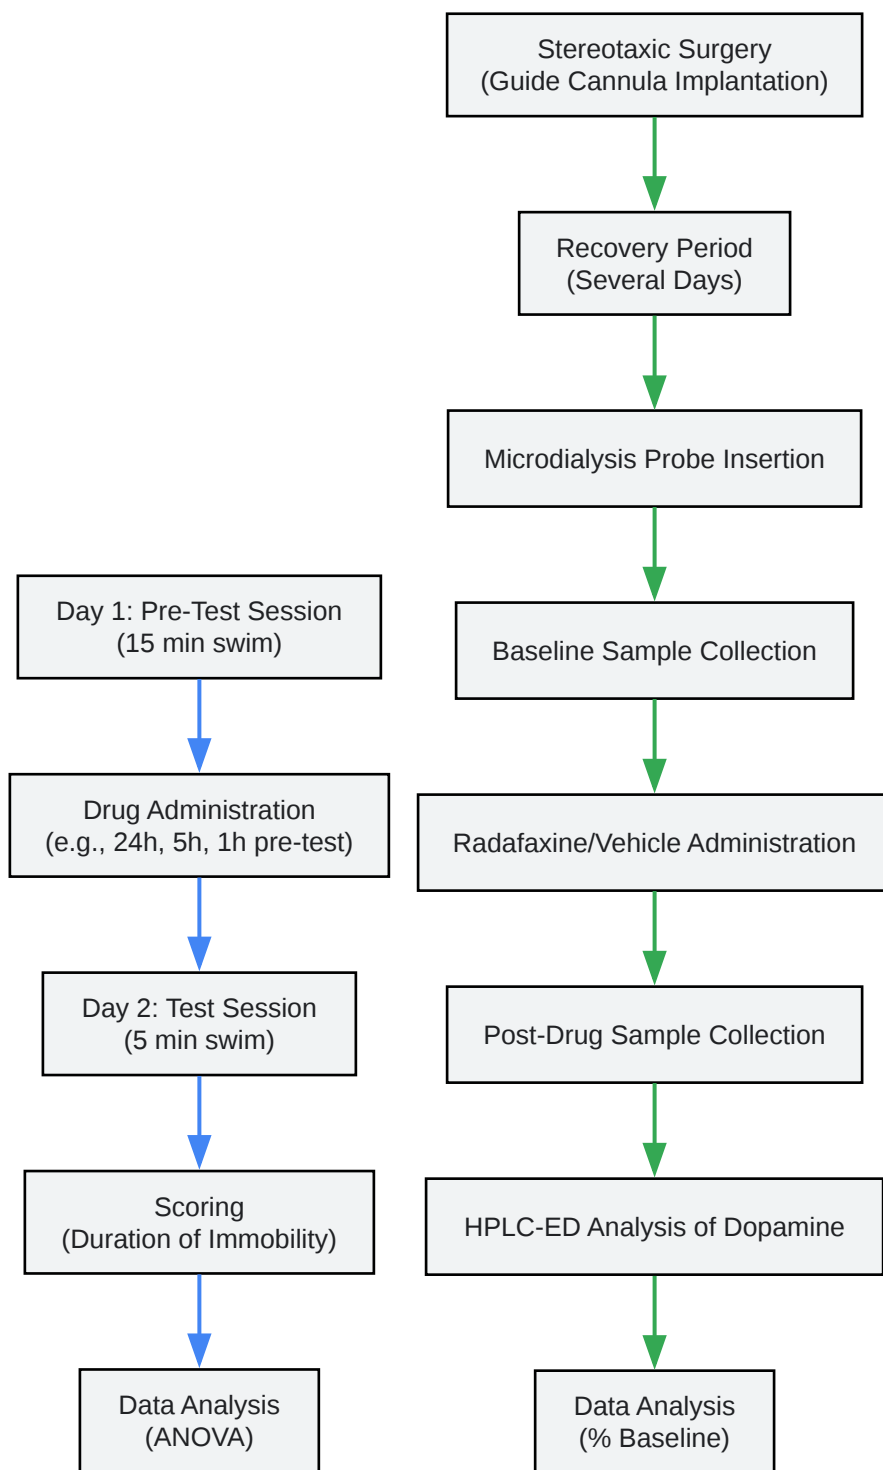 Stereotaxic Surgery
(Guide Cannula Implantation)
Recovery Period
(Several Days)
Microdialysis Probe Insertion
Baseline Sample Collection
Radafaxine/Vehicle Administration
Post-Drug Sample Collection
HPLC-ED Analysis of Dopamine
Data Analysis
(% Baseline)
Day 1: Pre-Test Session
(15 min swim)
Drug Administration
(e.g., 24h, 5h, 1h pre-test)
Day 2: Test Session
(5 min swim)
Scoring
(Duration of Immobility)
Data Analysis
(ANOVA)